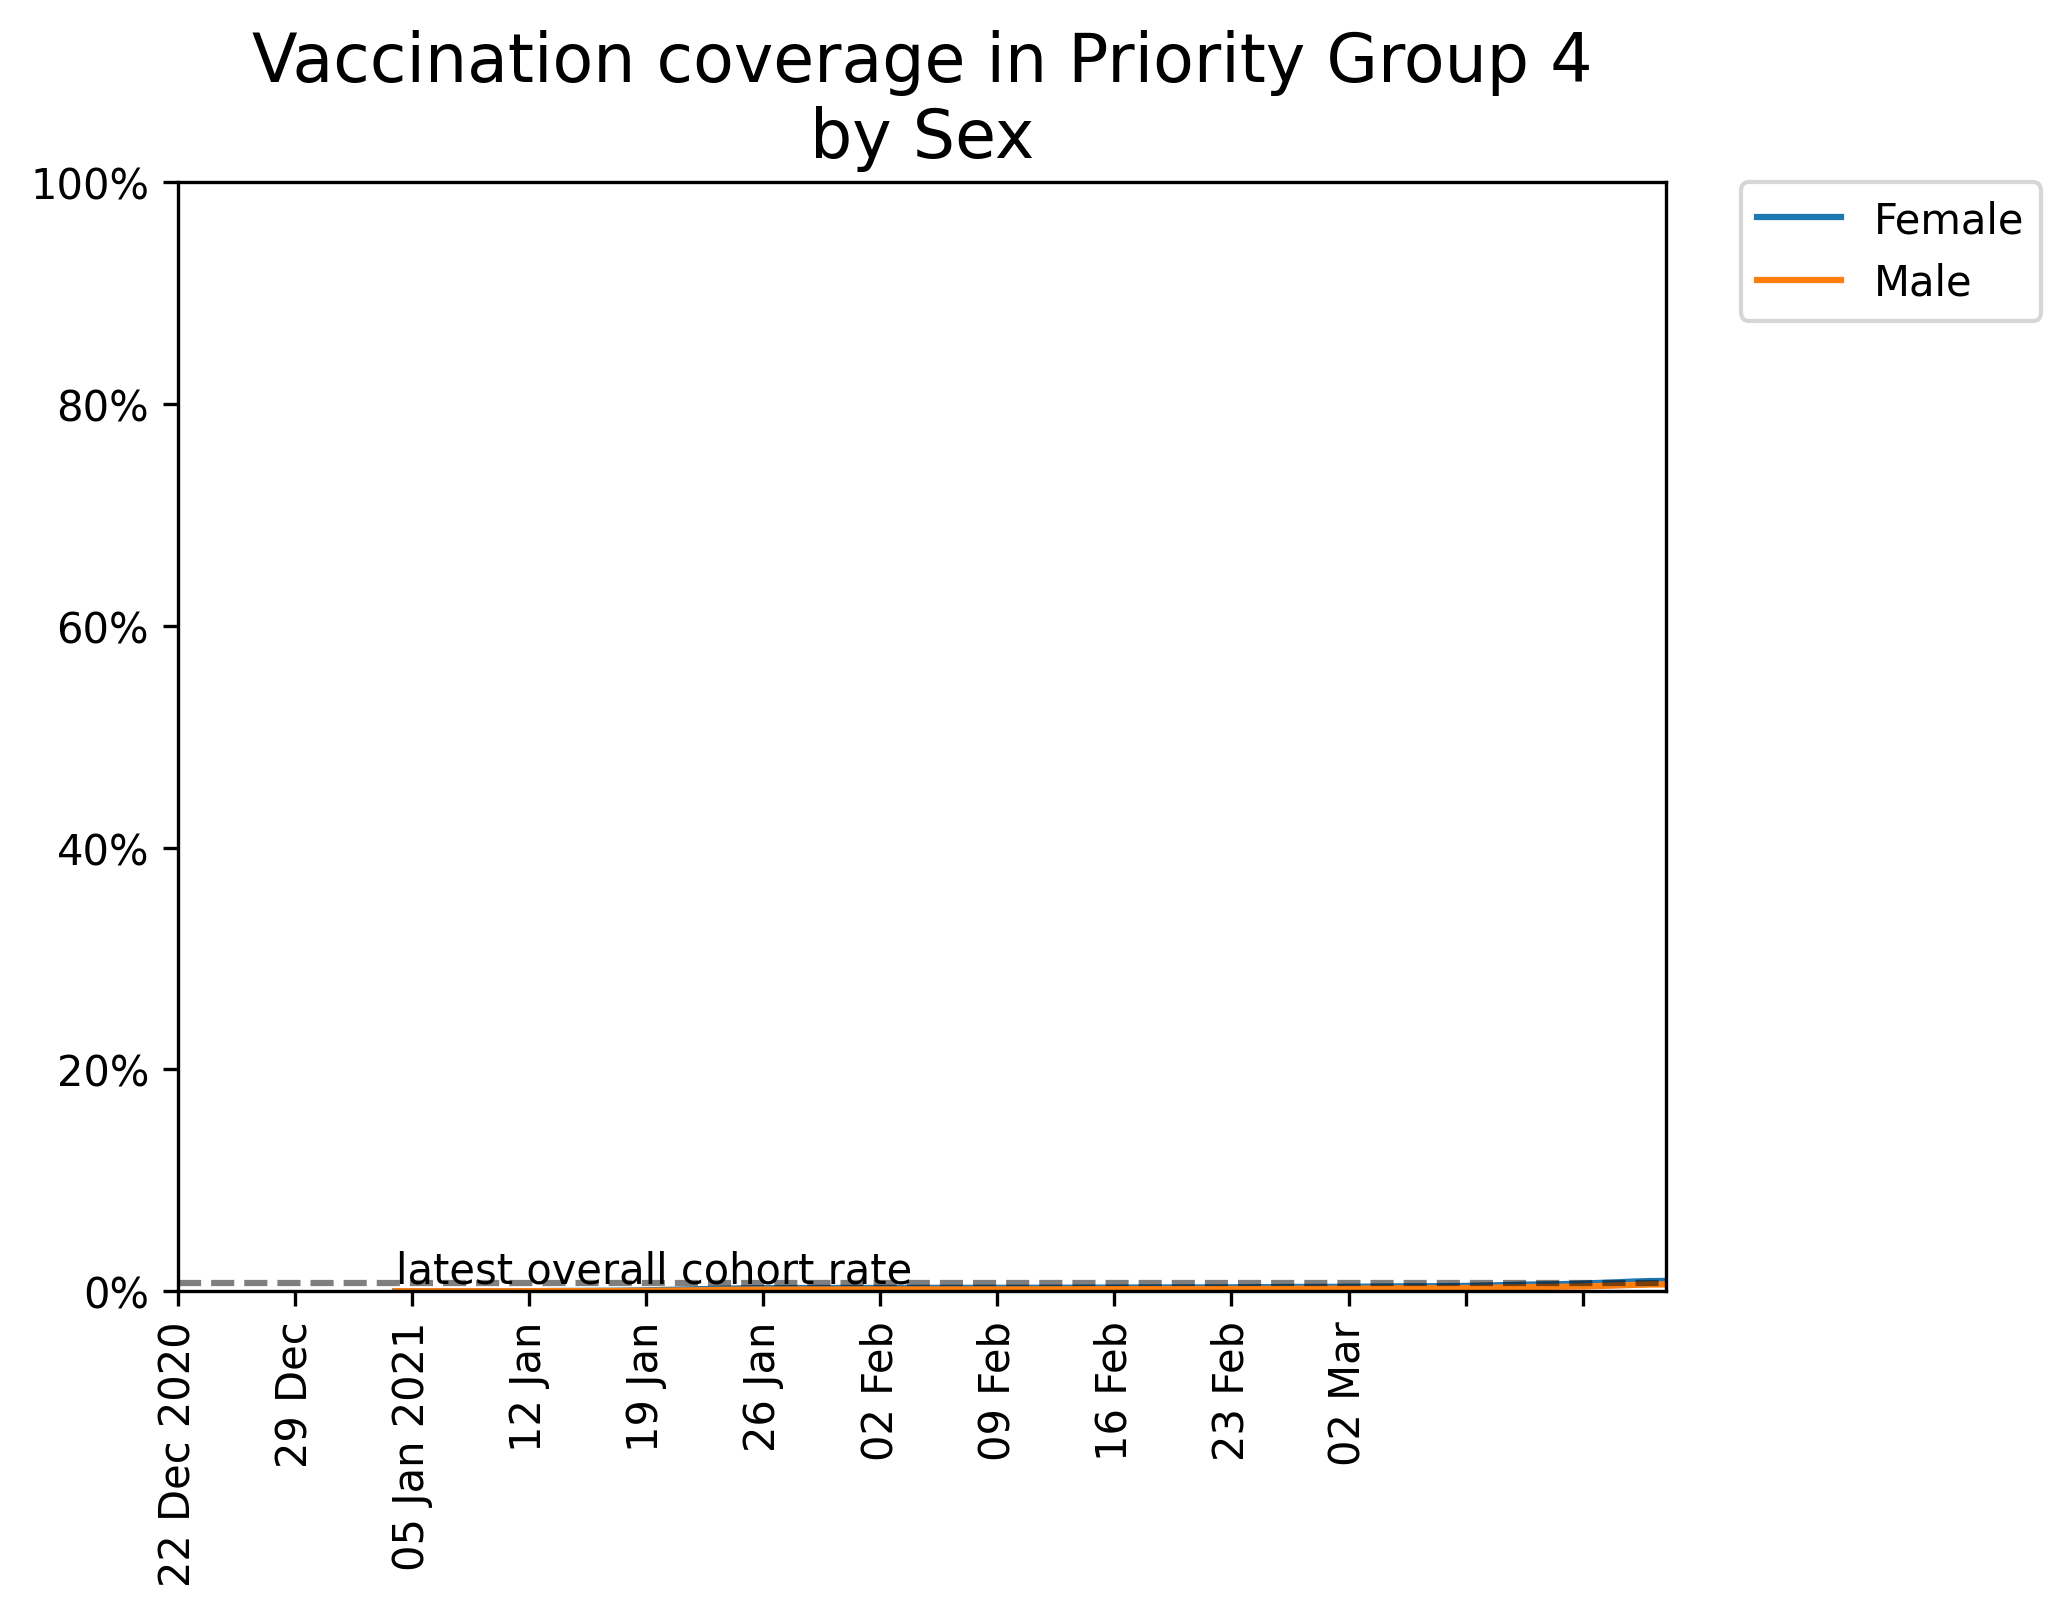 Vaccination coverage in Priority Group 4
by Sex
100%
80%
60%
40%
20%
0%
latest overall cohort rate
22 Dec 2020
29 Dec
05 Jan 2021
12 Jan
19 Jan
26 Jan
02 Feb
09 Feb
16 Feb
23 Feb
02 Mar
Female
Male